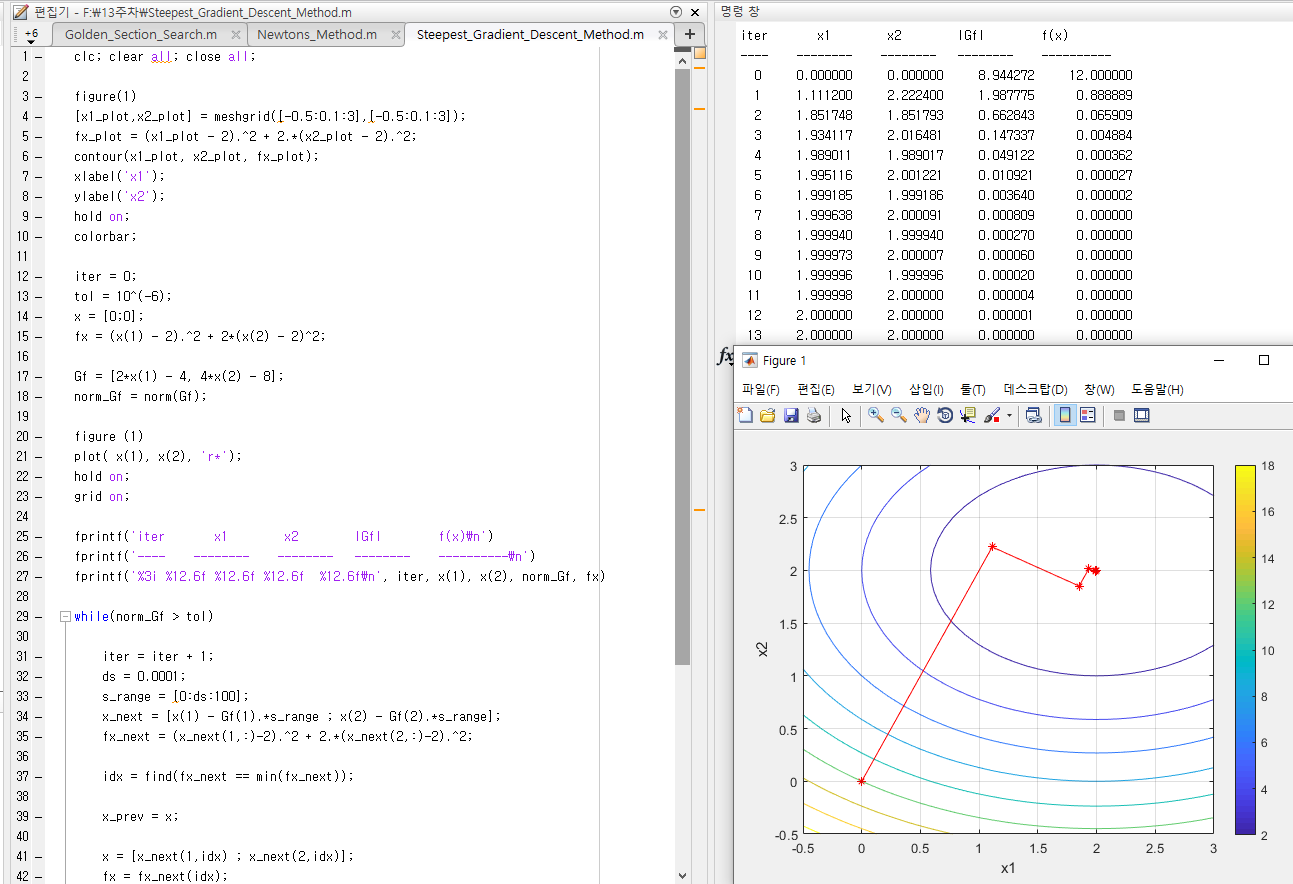 편집기 - F:₩13주차₩Steepest_Gradient_Descent_Method.m
+6 Golden_Section_Search.m Newtons_Method.m Steepest_Gradient_Descent_Method.m +
1 – clc; clear all; close all;
2
3 – figure(1)
4 – [x1_plot,x2_plot] = meshgrid([-0.5:0.1:3],[-0.5:0.1:3]);
5 – fx_plot = (x1_plot - 2).^2 + 2.*(x2_plot - 2).^2;
6 – contour(x1_plot, x2_plot, fx_plot);
7 – xlabel('x1');
8 – ylabel('x2');
9 – hold on;
10 – colorbar;
11
12 – iter = 0;
13 – tol = 10^(-6);
14 – x = [0;0];
15 – fx = (x(1) - 2).^2 + 2*(x(2) - 2)^2;
16
17 – Gf = [2*x(1) - 4, 4*x(2) - 8];
18 – norm_Gf = norm(Gf);
19
20 – figure (1)
21 – plot( x(1), x(2), 'r*');
22 – hold on;
23 – grid on;
24
25 – fprintf('iter x1 x2 |Gf| f(x)₩n')
26 – fprintf('---- -------- -------- -------- ----------₩n')
27 – fprintf('%3i %12.6f %12.6f %12.6f %12.6f₩n', iter, x(1), x(2), norm_Gf, fx)
28
29 – while(norm_Gf > tol)
30
31 – iter = iter + 1;
32 – ds = 0.0001;
33 – s_range = [0:ds:100];
34 – x_next = [x(1) - Gf(1).*s_range ; x(2) - Gf(2).*s_range];
35 – fx_next = (x_next(1,:)-2).^2 + 2.*(x_next(2,:)-2).^2;
36
37 – idx = find(fx_next == min(fx_next));
38
39 – x_prev = x;
40
41 – x = [x_next(1,idx) ; x_next(2,idx)];
42 – fx = fx_next(idx);
명령 창
iter x1 x2 |Gf| f(x)
---- -------- -------- -------- ----------
0 0.000000 0.000000 8.944272 12.000000
1 1.111200 2.222400 1.987775 0.888889
2 1.851748 1.851793 0.662843 0.065909
3 1.934117 2.016481 0.147337 0.004884
4 1.989011 1.989017 0.049122 0.000362
5 1.995116 2.001221 0.010921 0.000027
6 1.999185 1.999186 0.003640 0.000002
7 1.999638 2.000091 0.000809 0.000000
8 1.999940 1.999940 0.000270 0.000000
9 1.999973 2.000007 0.000060 0.000000
10 1.999996 1.999996 0.000020 0.000000
11 1.999998 2.000000 0.000004 0.000000
12 2.000000 2.000000 0.000001 0.000000
13 2.000000 2.000000 0.000000 0.000000
fx
Figure 1
파일(F) 편집(E) 보기(V) 삽입(I) 툴(T) 데스크탑(D) 창(W) 도움말(H)
3
2.5
2
1.5
1
0.5
0
-0.5
x2
-0.5 0 0.5 1 1.5 2 2.5 3
x1
18
16
14
12
10
8
6
4
2